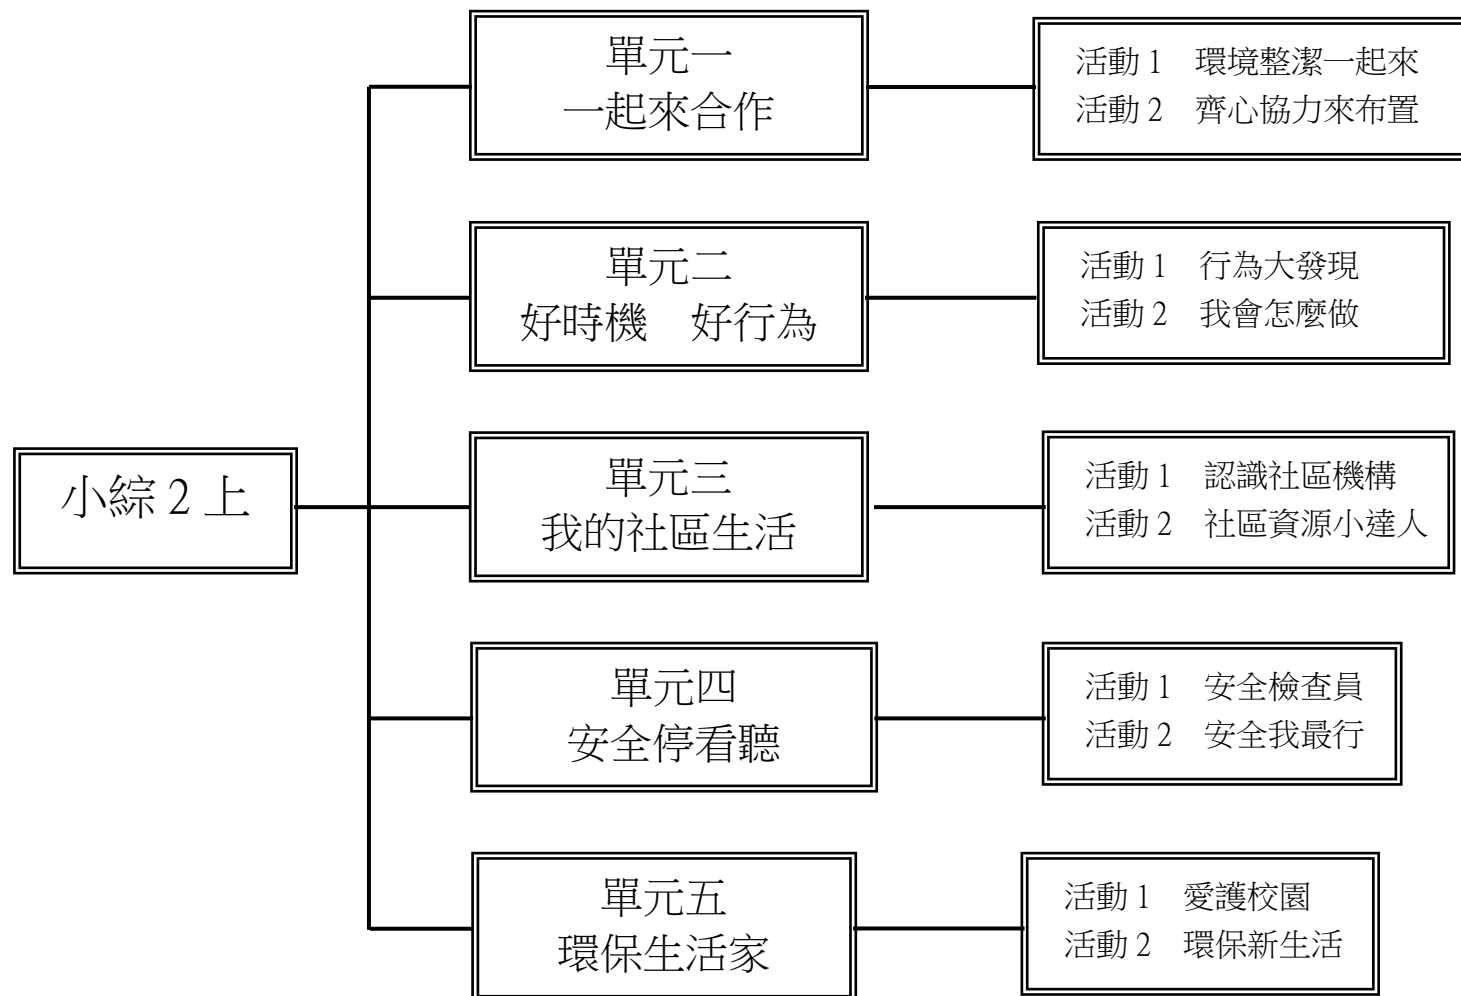 單元一
一起來合作
活動 1　環境整潔一起來
活動 2　齊心協力來布置
單元二
好時機　好行為
活動 1　行為大發現
活動 2　我會怎麼做
小綜 2 上
單元三
我的社區生活
活動 1　認識社區機構
活動 2　社區資源小達人
單元四
安全停看聽
活動 1　安全檢查員
活動 2　安全我最行
單元五
環保生活家
活動 1　愛護校園
活動 2　環保新生活